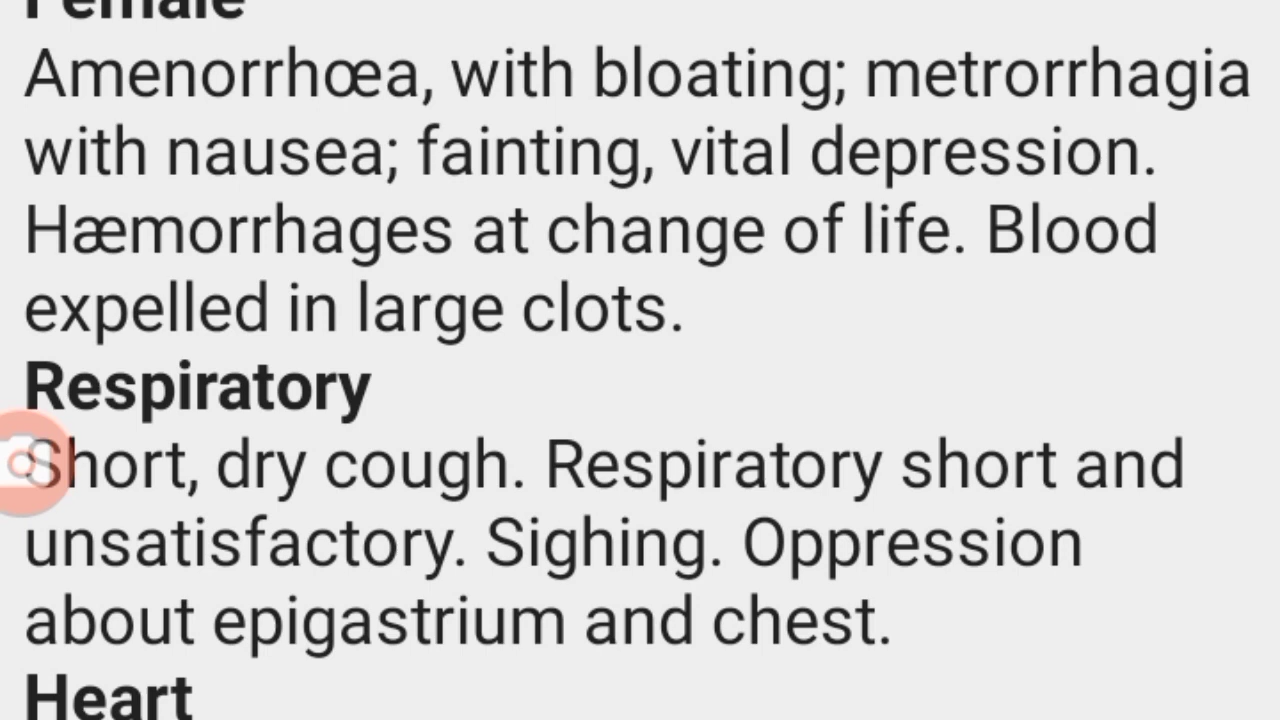 Female
Amenorrhœa, with bloating; metrorrhagia
with nausea; fainting, vital depression.
Hæmorrhages at change of life. Blood
expelled in large clots.
Respiratory
Short, dry cough. Respiratory short and
unsatisfactory. Sighing. Oppression
about epigastrium and chest.
Heart